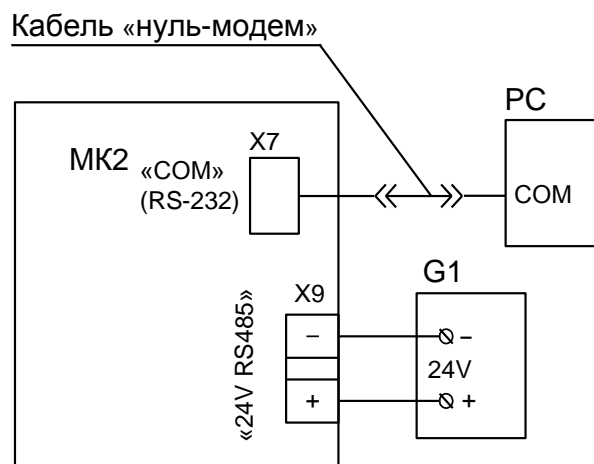 Кабель «нуль-модем»
PC
МК2
«COM»
(RS-232)
X7
COM
G1
«24V RS485»
X9
–
+
–
24V
+